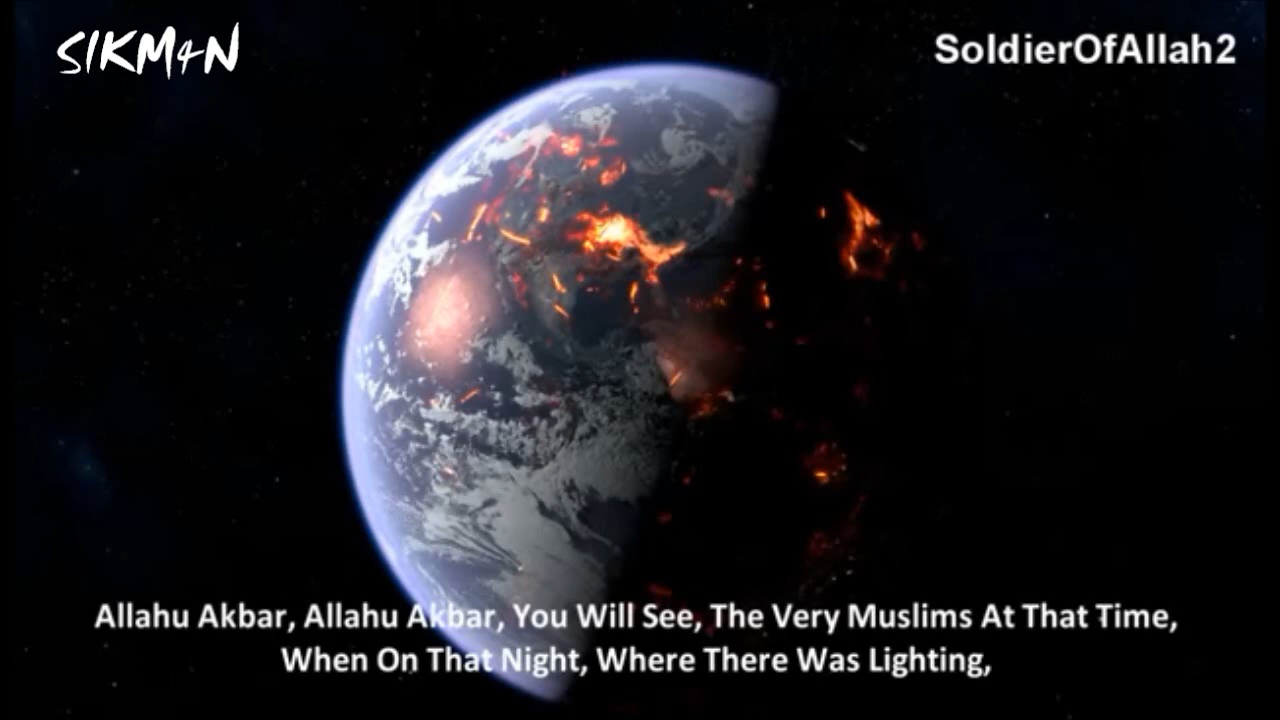 SIKM4N
SoldierOfAllah2
Allahu Akbar, Allahu Akbar, You Will See, The Very Muslims At That Time,
When On That Night, Where There Was Lighting,